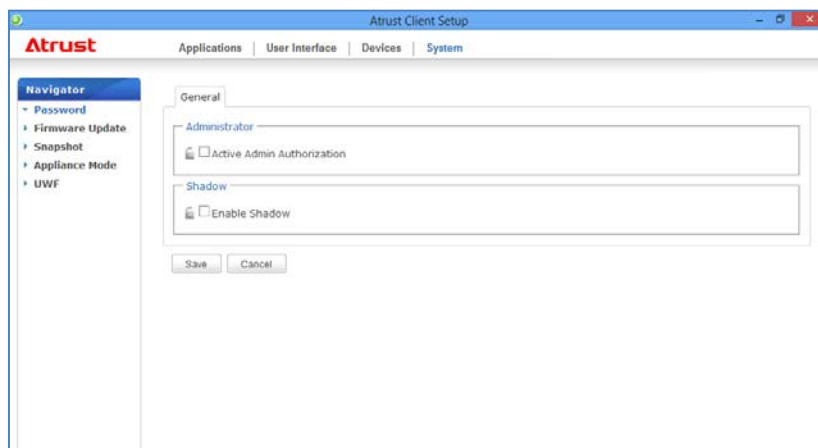 Atrust Client Setup
Atrust Applications User Interface Devices System
Navigator
Password
Firmware Update
Snapshot
Appliance Mode
UWF
General
Administrator
Active Admin Authorization
Shadow
Enable Shadow
Save Cancel